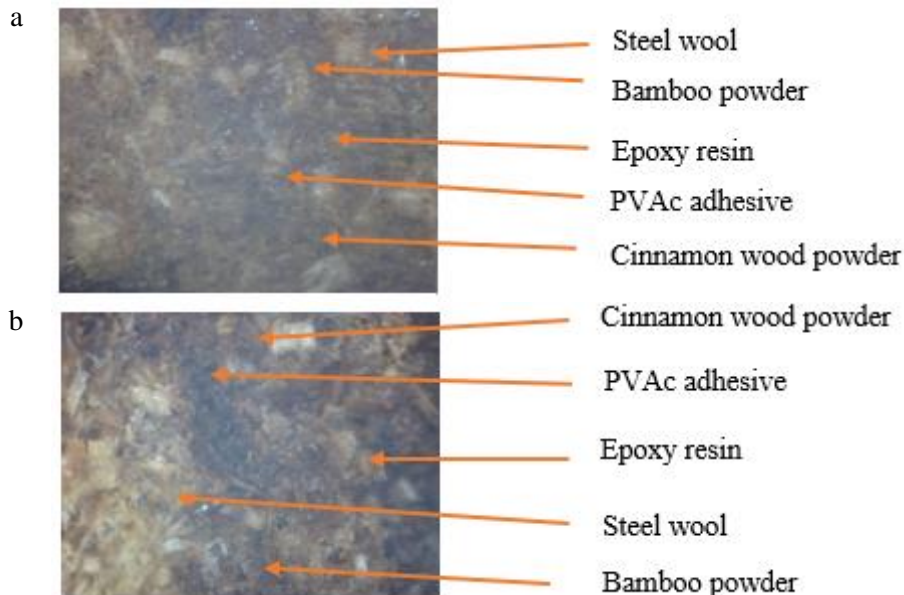 a
Steel wool
Bamboo powder
Epoxy resin
PVAc adhesive
Cinnamon wood powder
b
Cinnamon wood powder
PVAc adhesive
Epoxy resin
Steel wool
Bamboo powder